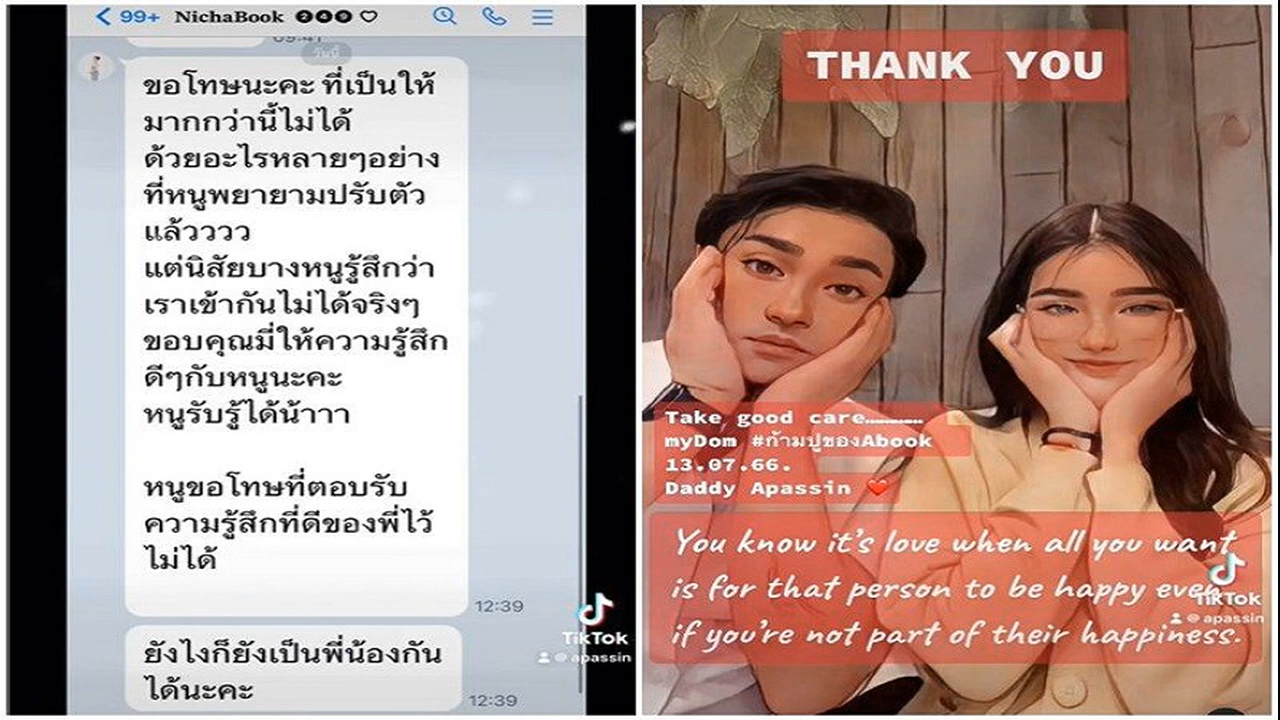 99+ NichaBook 2 4 9 ♡
09:41
วันนี้
ขอโทษนะคะ ที่เป็นให้
มากกว่านี้ไม่ได้
ด้วยอะไรหลายๆอย่าง
ที่หนูพยายามปรับตัว
แล้วววว
แต่นิสัยบางหนูรู้สึกว่า
เราเข้ากันไม่ได้จริงๆ
ขอบคุณมี่ให้ความรู้สึก
ดีๆกับหนูนะคะ
หนูรับรู้ได้น้าาา
หนูขอโทษที่ตอบรับ
ความรู้สึกที่ดีของพี่ไว้
ไม่ได้
12:39
ยังไงก็ยังเป็นพี่น้องกัน
ได้นะคะ
12:39
TikTok
@apassin
THANK YOU
Take good care…………
myDom #ก้ามปูของAbook
13.07.66.
Daddy Apassin ❤️
You know it's love when all you want
is for that person to be happy even
if you're not part of their happiness.
TikTok
@apassin